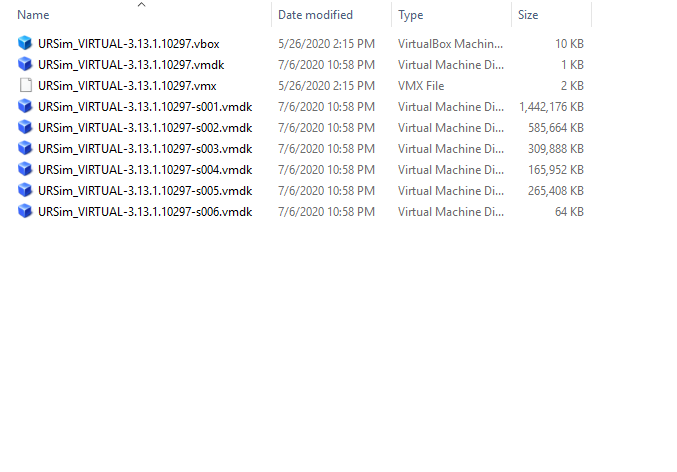 Name Date modified Type Size
URSim_VIRTUAL-3.13.1.10297.vbox 5/26/2020 2:15 PM VirtualBox Machin... 10 KB
URSim_VIRTUAL-3.13.1.10297.vmdk 7/6/2020 10:58 PM Virtual Machine Di... 1 KB
URSim_VIRTUAL-3.13.1.10297.vmx 5/26/2020 2:15 PM VMX File 2 KB
URSim_VIRTUAL-3.13.1.10297-s001.vmdk 7/6/2020 10:58 PM Virtual Machine Di... 1,442,176 KB
URSim_VIRTUAL-3.13.1.10297-s002.vmdk 7/6/2020 10:58 PM Virtual Machine Di... 585,664 KB
URSim_VIRTUAL-3.13.1.10297-s003.vmdk 7/6/2020 10:58 PM Virtual Machine Di... 309,888 KB
URSim_VIRTUAL-3.13.1.10297-s004.vmdk 7/6/2020 10:58 PM Virtual Machine Di... 165,952 KB
URSim_VIRTUAL-3.13.1.10297-s005.vmdk 7/6/2020 10:58 PM Virtual Machine Di... 265,408 KB
URSim_VIRTUAL-3.13.1.10297-s006.vmdk 7/6/2020 10:58 PM Virtual Machine Di... 64 KB